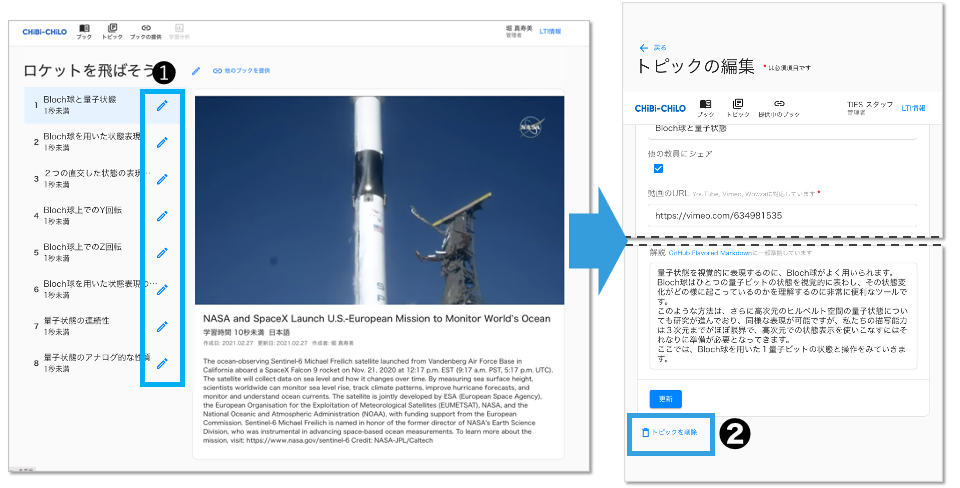 CHiBi-CHiLO
ブック
トピック
ブックの提供
学習分析
堀 真寿美
管理者
LTI情報
ロケットを飛ばそう
1
他のブックを提供
1 Bloch球と量子状態
1秒未満
2 Bloch球を用いた状態表現
1秒未満
3 2つの直交した状態の表現…
1秒未満
4 Bloch球上でのY回転
1秒未満
5 Bloch球上でのZ回転
1秒未満
6 Bloch球を用いた状態表現の…
1秒未満
7 量子状態の連続性
1秒未満
8 量子状態のアナログ的な性質
1秒未満
NASA
NASA and SpaceX Launch U.S.-European Mission to Monitor World's Ocean
学習時間 10秒未満 日本語
作成日: 2021.02.27 更新日: 2021.02.27 作成者: 堀 真寿美
The ocean-observing Sentinel-6 Michael Freilich satellite launched from Vandenberg Air Force Base in
California aboard a SpaceX Falcon 9 rocket on Nov. 21, 2020 at 12:17 p.m. EST (9:17 a.m. PST, 5:17 p.m. UTC).
The satellite will collect data on sea level and how it changes over time. By measuring sea surface height,
scientists worldwide can monitor sea level rise, track climate patterns, improve hurricane forecasts, and
monitor and understand ocean currents. The satellite is jointly developed by ESA (European Space Agency),
the European Organisation for the Exploitation of Meteorological Satellites (EUMETSAT), NASA, and the
National Oceanic and Atmospheric Administration (NOAA), with funding support from the European
Commission. Sentinel-6 Michael Freilich is named in honor of the former director of NASA's Earth Science
Division, who was instrumental in advancing space-based ocean measurements. To learn more about the
mission, visit: https://www.nasa.gov/sentinel-6 Credit: NASA-JPL/Caltech
戻る
トピックの編集 * は必須項目です
CHiBi-CHiLO
ブック
トピック
提供中のブック
TIES スタッフ
管理者
LTI情報
Bloch球と量子状態
他の教員にシェア
動画のURL YouTube, Vimeo, Wowzaに対応しています *
https://vimeo.com/634981535
解説 GitHub Flavored Markdownに一部準拠しています
量子状態を視覚的に表現するのに、Bloch球がよく用いられます。
Bloch球はひとつの量子ビットの状態を視覚的に表わし、その状態変
化がどの様に起こっているのかを理解するのに非常に便利なツールで
す。
このような方法は、さらに高次元のヒルベルト空間の量子状態につい
ても研究が進んでおり、同様な表現が可能ですが、私たちの描写能力
は3次元までがほぼ限界で、高次元での状態表示を使いこなすにはそ
れなりに準備が必要となってきます。
ここでは、Bloch球を用いた1量子ビットの状態と操作をみていきま
す。
更新
トピックを削除
2